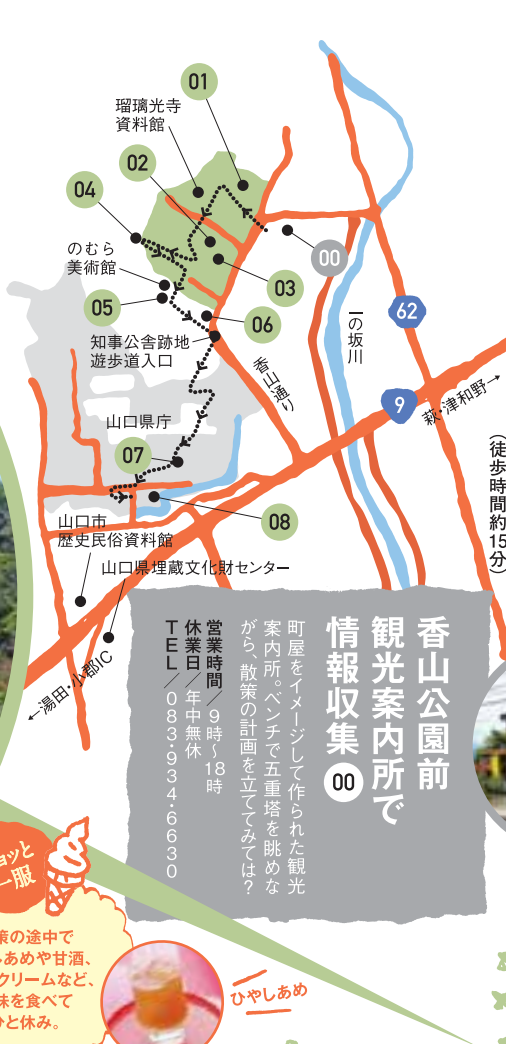 01
瑠璃光寺
資料館
02
04
00
のむら
美術館
03
05
06
62
一の坂川
知事公舎跡地
遊歩道入口
香山通り
9
萩・津和野→
山口県庁
07
(徒歩時間約15分)
08
山口市
歴史民俗資料館
山口県埋蔵文化財センター
←湯田・小郡IC
香山公園前
観光案内所で
情報収集 00
町屋をイメージして作られた観光
案内所。ベンチで五重塔を眺めな
がら、散策の計画を立ててみては?
営業時間/9時〜18時
休業日/年中無休
TEL/083・934・6630
ョッと
一服
策の途中で
しあめや甘酒、
クリームなど、
味を食べて
ひと休み。
ひやしあめ